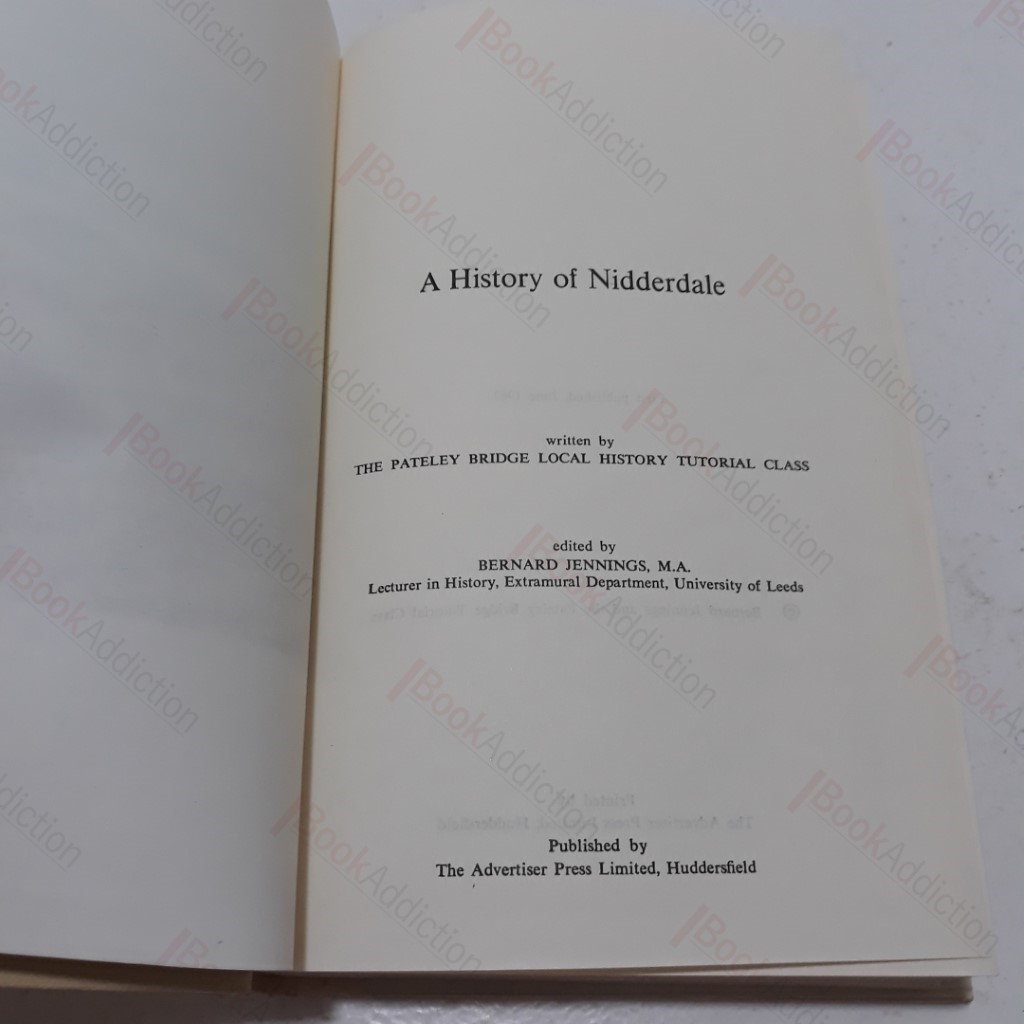 A History of Nidderdale
written by
THE PATELEY BRIDGE LOCAL HISTORY TUTORIAL CLASS
edited by
BERNARD JENNINGS, M.A.
Lecturer in History, Extramural Department, University of Leeds
Published by
The Advertiser Press Limited, Huddersfield
BookAddiction